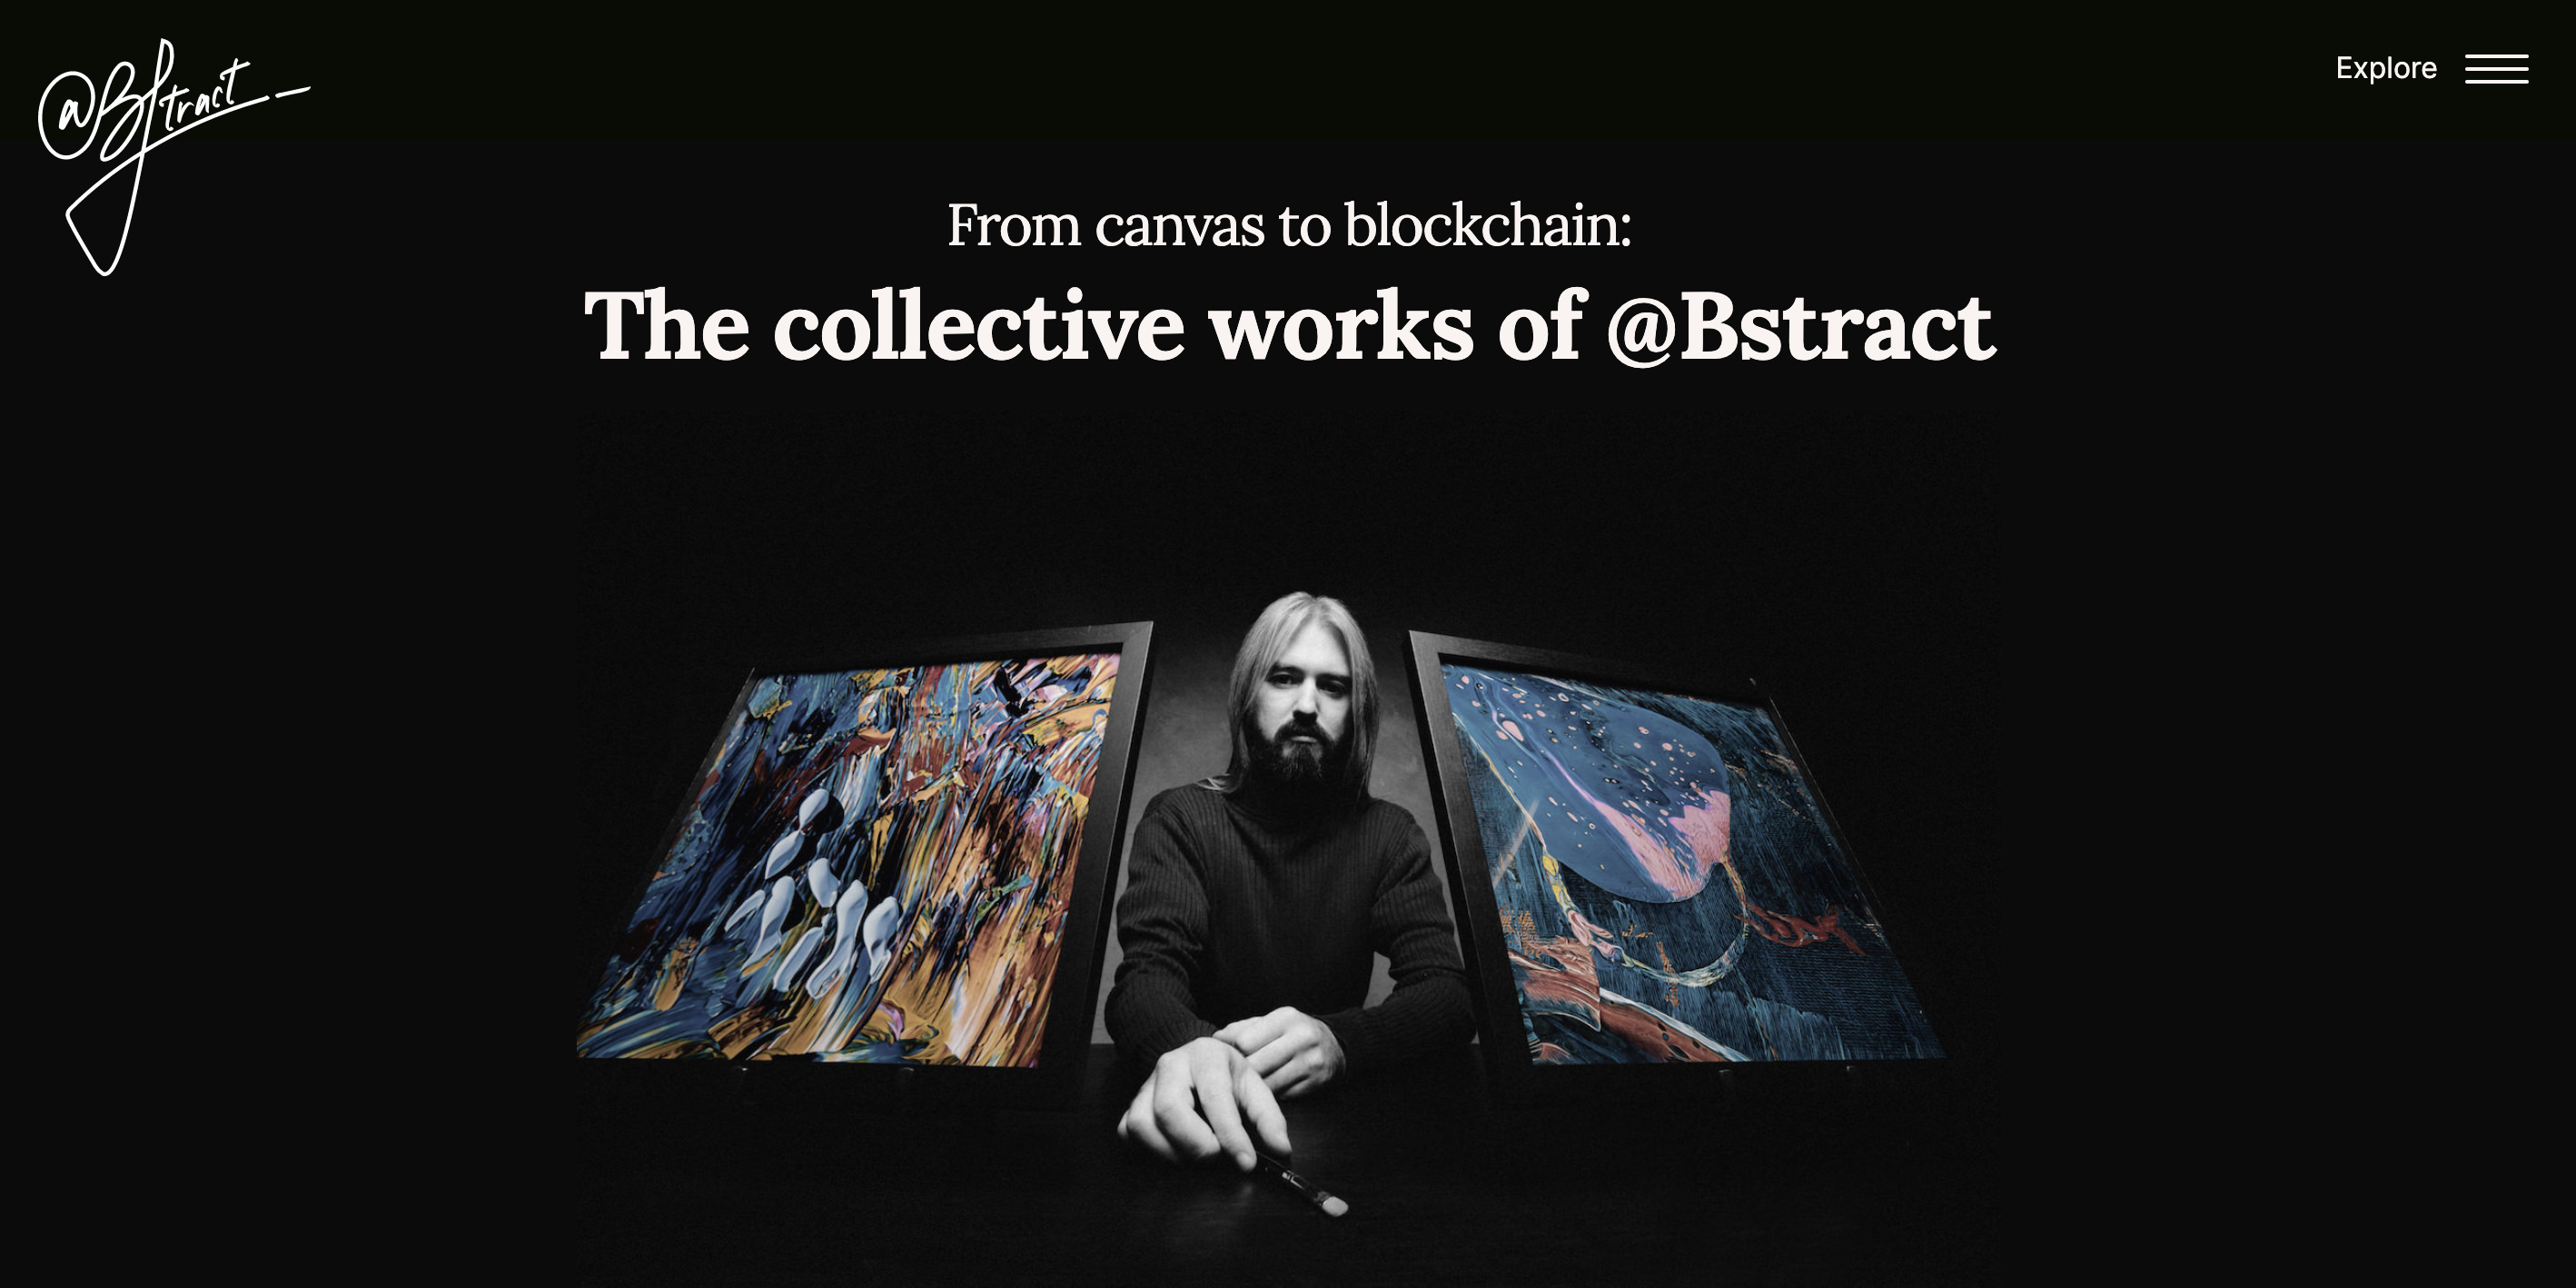 @Bstract
Explore
From canvas to blockchain:
The collective works of @Bstract